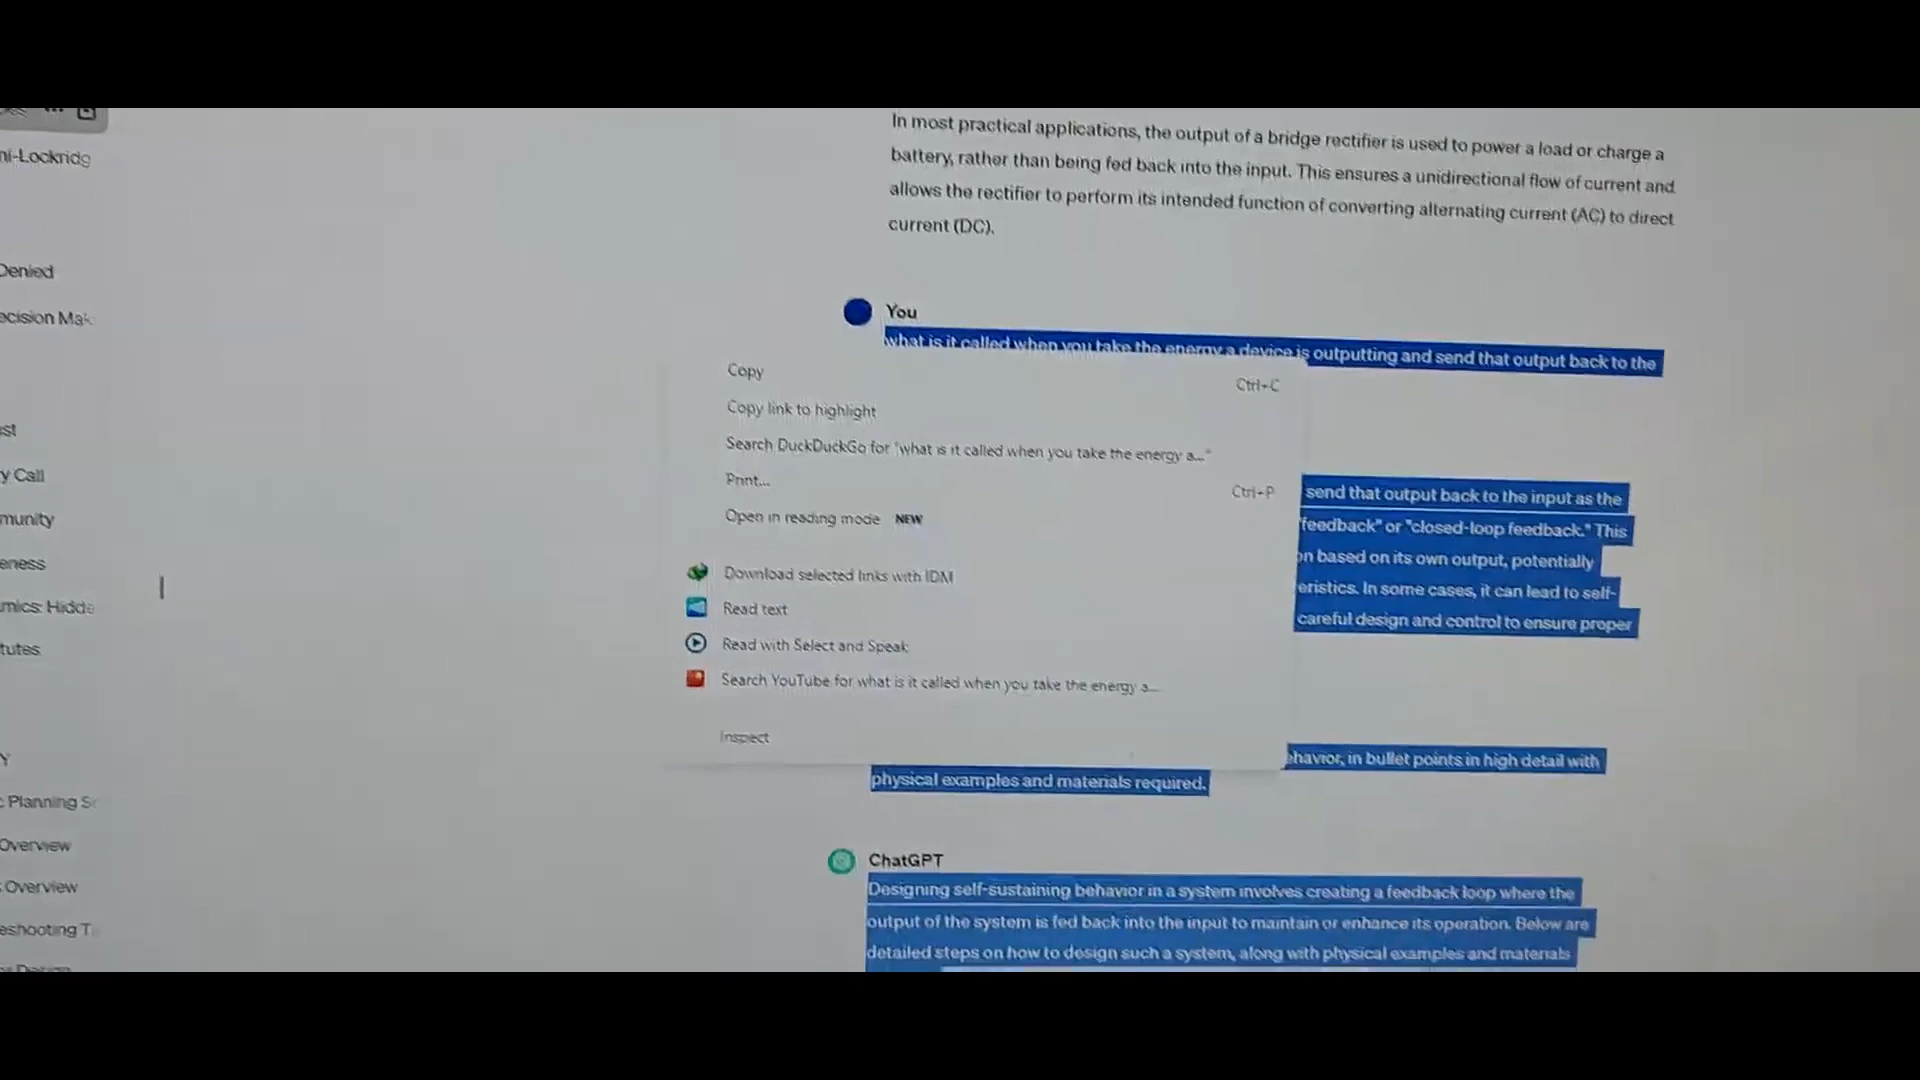 Denied
y Call
munity
eness
mics: Hidde
tutes
Planning
Overview
Overview
eshooting
In most practical applications, the output of a bridge rectifier is used to power a load or charge a
battery, rather than being fed back into the input. This ensures a unidirectional flow of current and
allows the rectifier to perform its intended function of converting alternating current (AC) to direct
current (DC).
You
what is it called when you take the energy a device is outputting and send that output back to the
Copy Ctrl+C
Copy link to highlight
Search DuckDuckGo for "what is it called when you take the energy a..."
Print... Ctrl+P
Open in reading mode NEW
Download selected links with IDM
Read text
Read with Select and Speak
Search YouTube for what is it called when you take the energy a...
Inspect
send that output back to the input as the
feedback" or "closed-loop feedback." This
on based on its own output, potentially
eristics. In some cases, it can lead to self-
careful design and control to ensure proper
ehavior, in bullet points in high detail with
physical examples and materials required.
ChatGPT
Designing self-sustaining behavior in a system involves creating a feedback loop where the
output of the system is fed back into the input to maintain or enhance its operation. Below are
detailed steps on how to design such a system, along with physical examples and materials